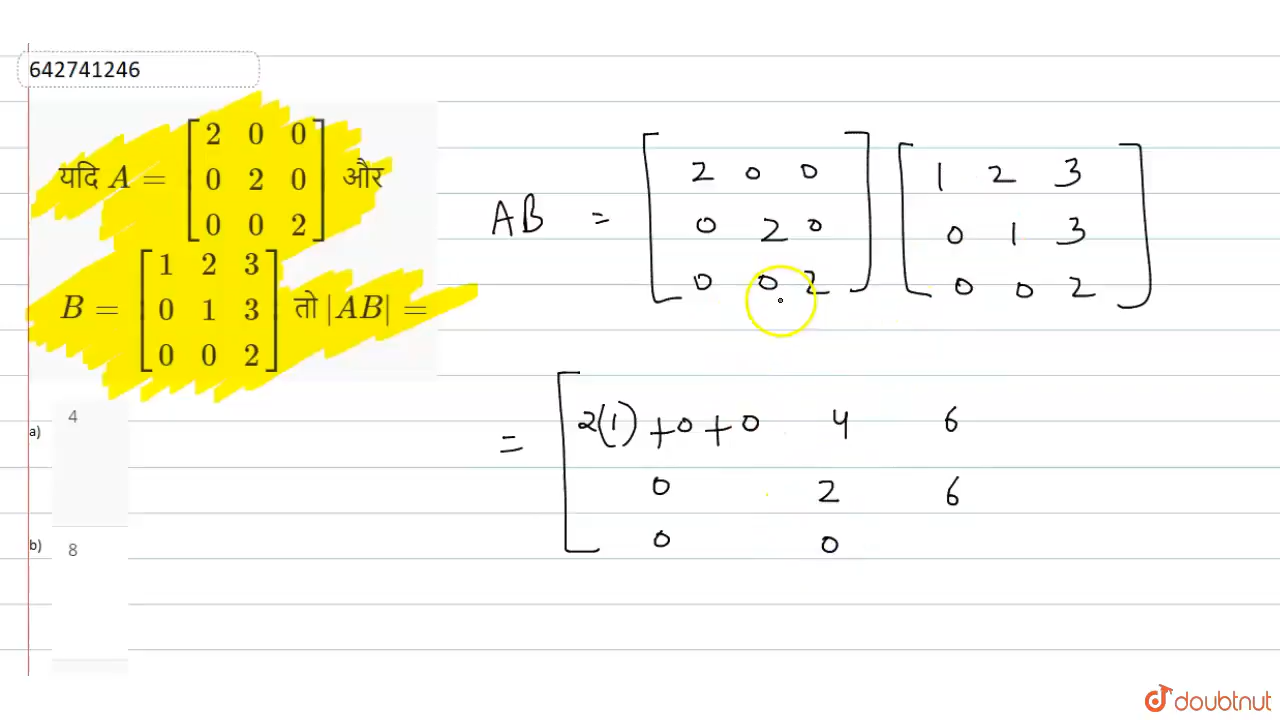 642741246
यदि A = [2 0 0
0 2 0
0 0 2] और
B = [1 2 3
0 1 3
0 0 2] तो |AB| =
a) 4
b) 8
AB = [2 0 0
0 2 0
0 0 2] [1 2 3
0 1 3
0 0 2]
= [2(1)+0+0 4 6
0 2 6
0 0
doubtnut